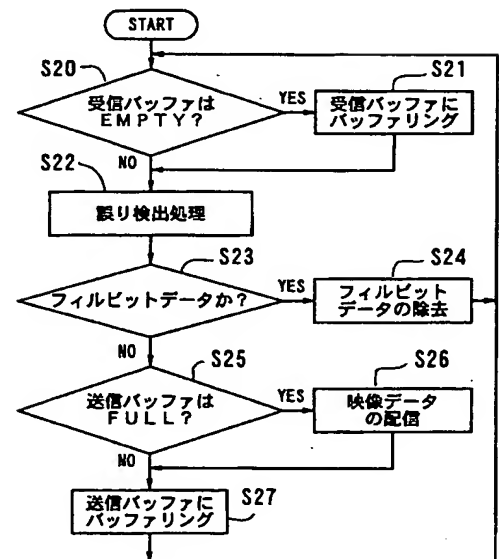 START
S20
受信バッファは
EMPTY?
YES
S21
受信バッファに
バッファリング
NO
S22
誤り検出処理
S23
フィルビットデータか?
YES
S24
フィルビット
データの除去
NO
S25
送信バッファは
FULL?
YES
S26
映像データ
の配信
NO
S27
送信バッファに
バッファリング